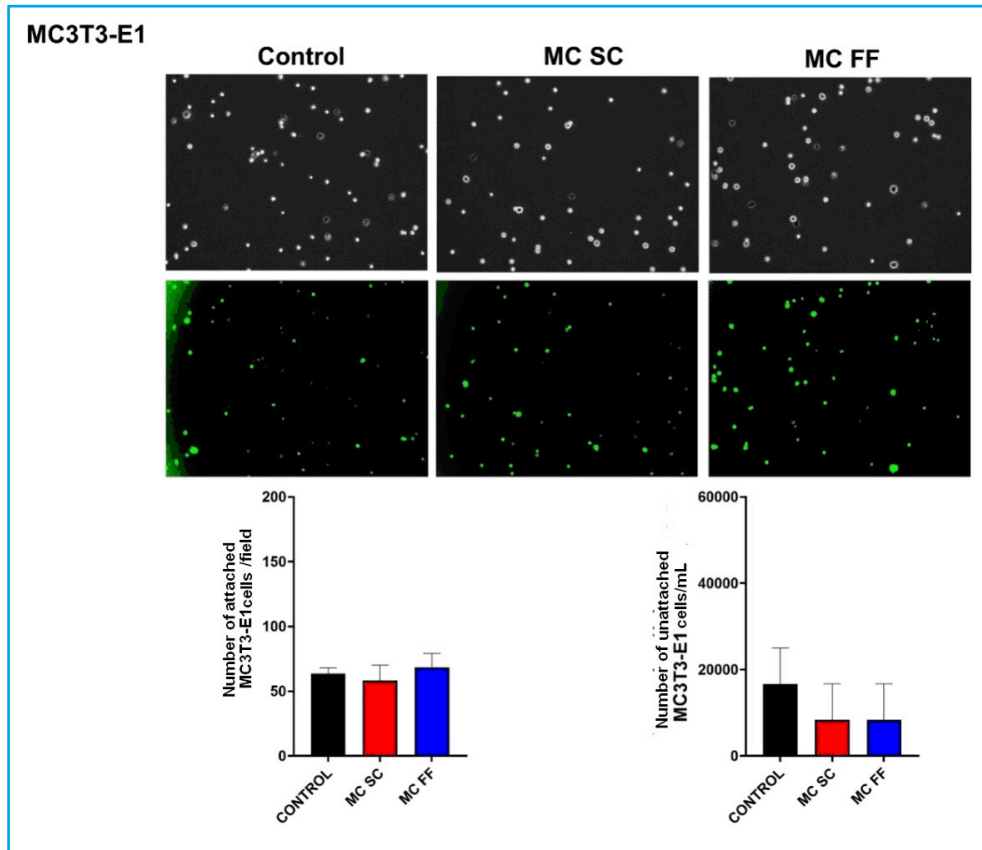 MC3T3-E1
Control
MC SC
MC FF
Number of attached
MC3T3-E1cells /field
200
150
100
50
0
CONTROL
MC SC
MC FF
Number of unattached
MC3T3-E1 cells/mL
60000
40000
20000
0
CONTROL
MC SC
MC FF